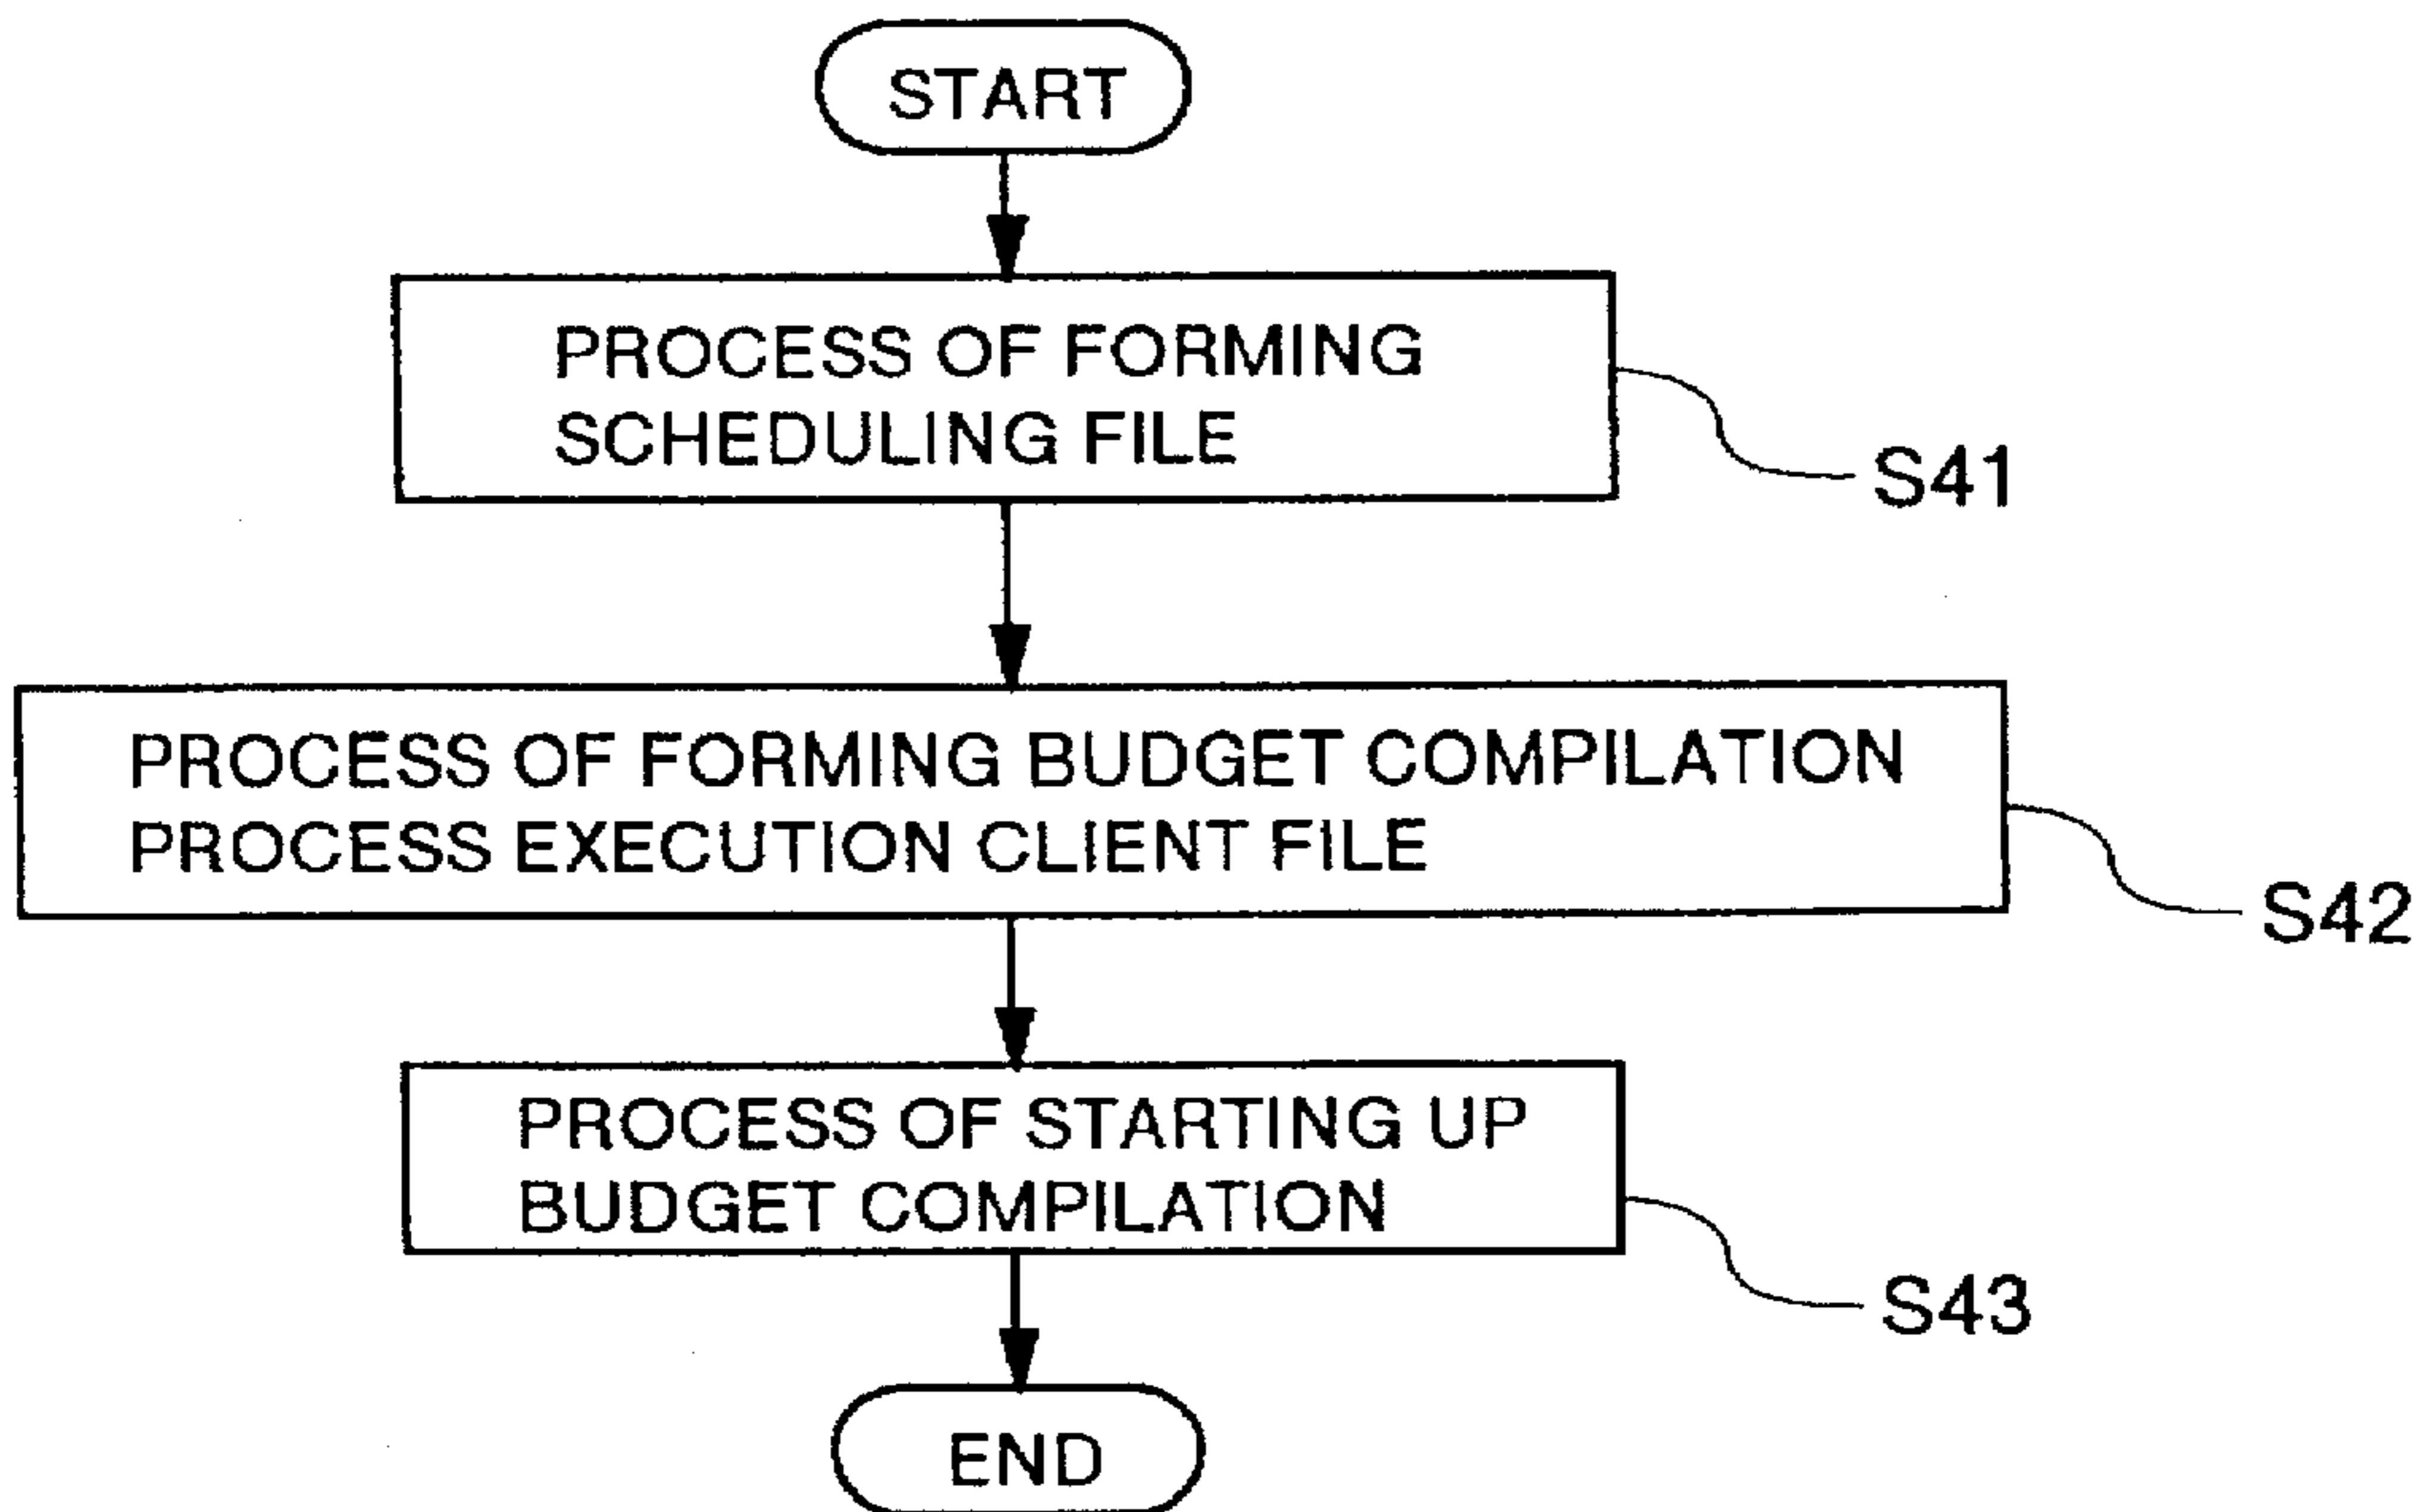 START
PROCESS OF FORMING
SCHEDULING FILE
S41
PROCESS OF FORMING BUDGET COMPILATION
PROCESS EXECUTION CLIENT FILE
S42
PROCESS OF STARTING UP
BUDGET COMPILATION
S43
END